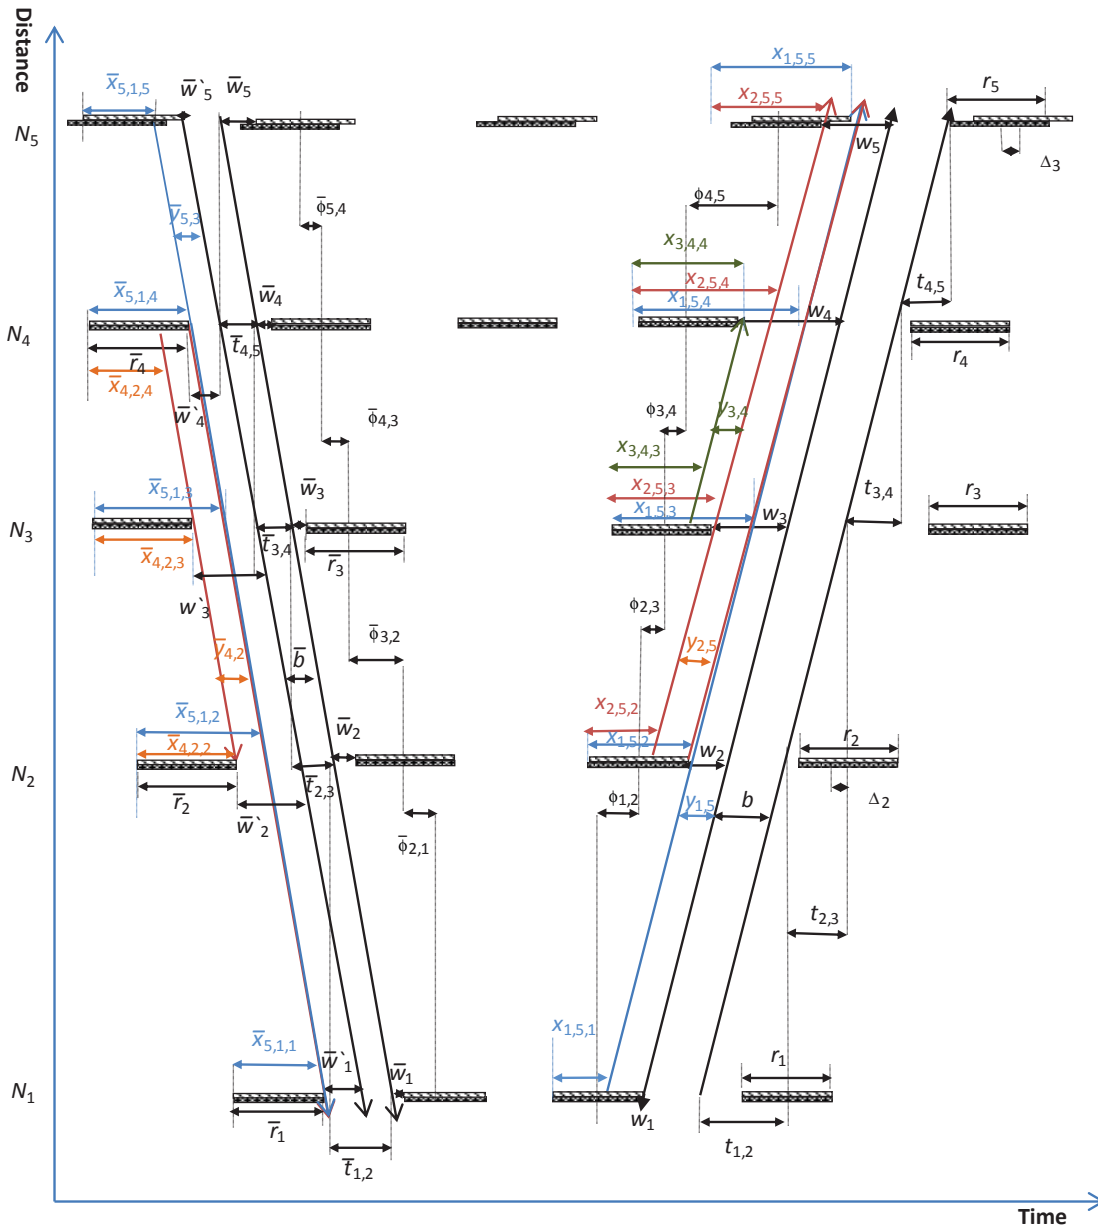 Distance
x̄5,1,5
w̄`5
w̄5
x1,5,5
x2,5,5
r5
N5
w5
Δ3
ȳ5,3
ϕ̄5,4
ϕ4,5
x3,4,4
x̄5,1,4
w̄4
x2,5,4
x1,5,4
t4,5
w4
N4
r̄4
t̄4,5
r4
x̄4,2,4
w̄`4
ϕ̄4,3
ϕ3,4
y3,4
x3,4,3
x̄5,1,3
w̄3
x2,5,3
x1,5,3
w3
t3,4
r3
N3
x̄4,2,3
t̄3,4
r̄3
w`3
ϕ2,3
ȳ4,2
b̄
ϕ̄3,2
y2,5
x̄5,1,2
x2,5,2
x̄4,2,2
w̄2
x1,5,2
w2
r2
N2
r̄2
t̄2,3
w̄`2
ϕ1,2
y1,5
b
Δ2
ϕ̄2,1
t2,3
x̄5,1,1
x1,5,1
w̄`1
w̄1
r1
N1
r̄1
w1
t̄1,2
t1,2
Time